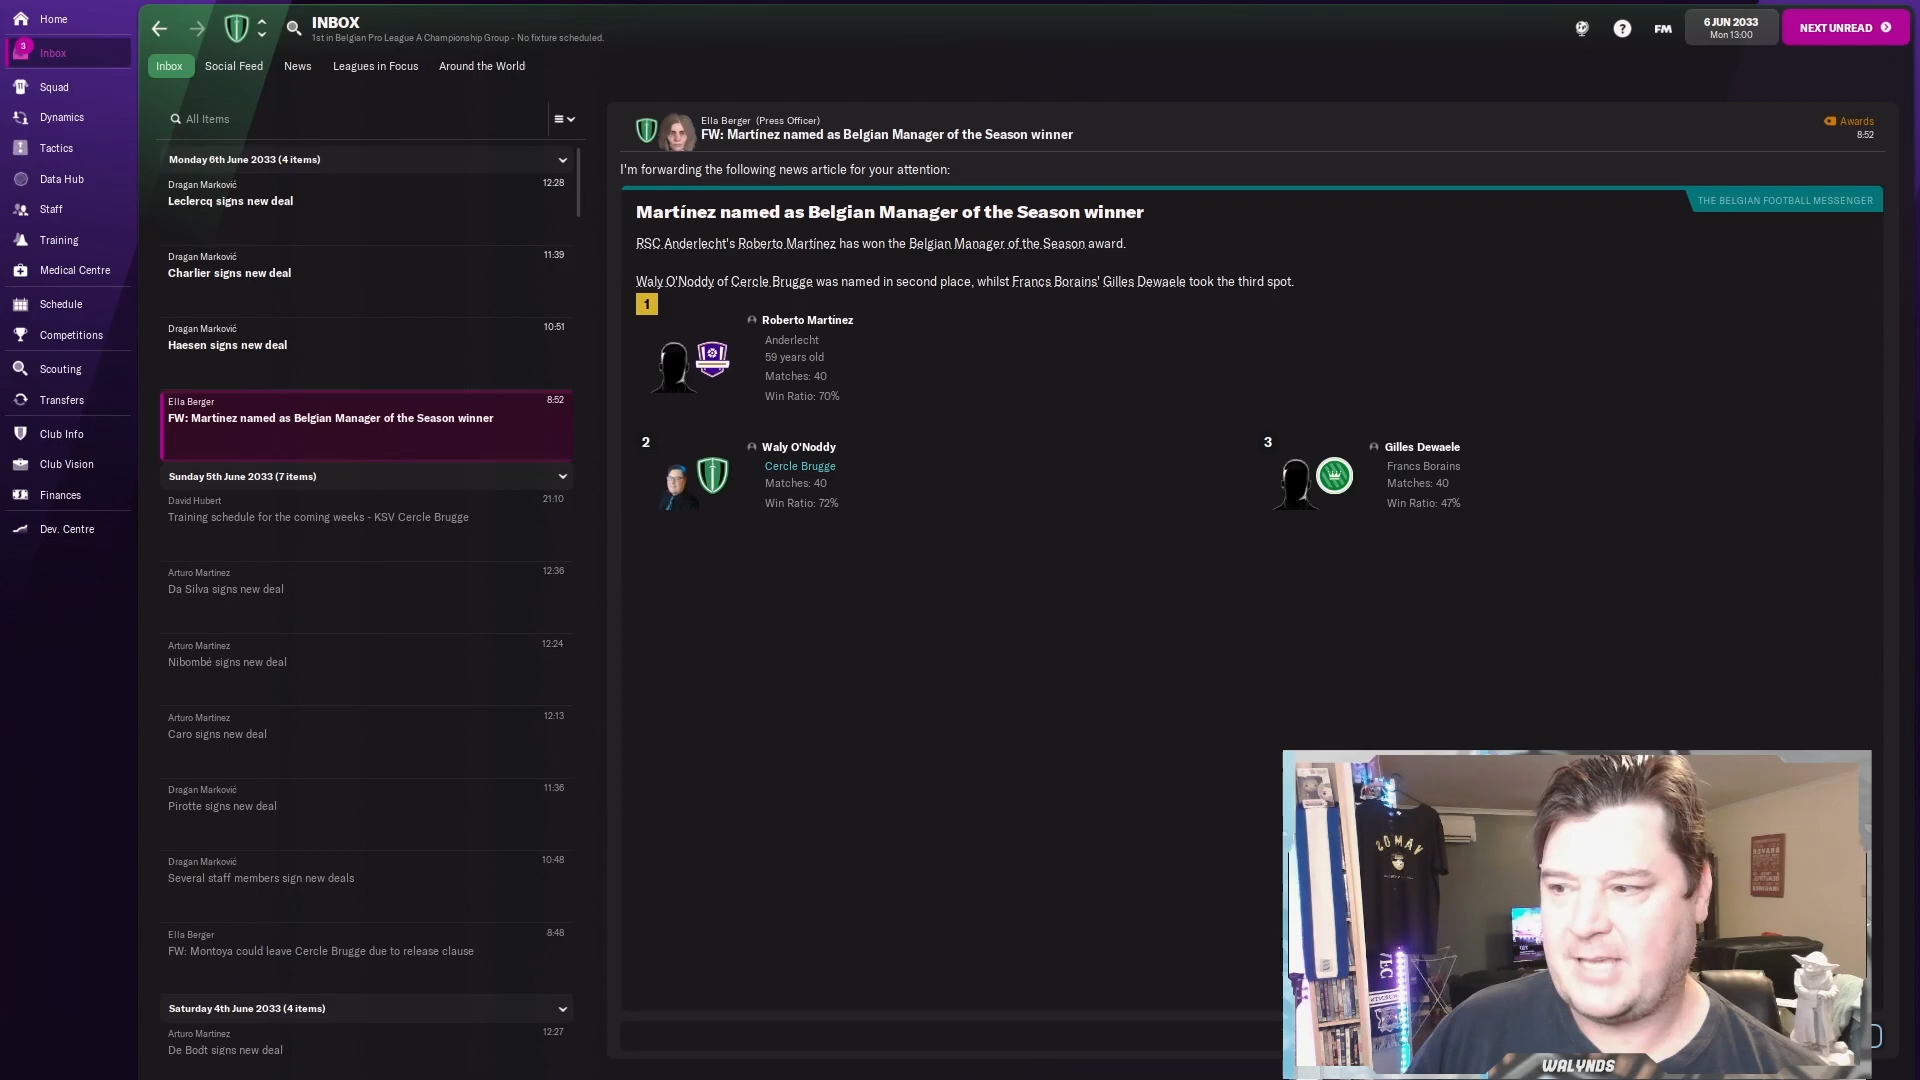 Home
3
Inbox
Squad
Dynamics
Tactics
Data Hub
Staff
Training
Medical Centre
Schedule
Competitions
Scouting
Transfers
Club Info
Club Vision
Finances
Dev. Centre
INBOX
1st in Belgian Pro League A Championship Group - No fixture scheduled.
?
FM
6 JUN 2033
Mon 13:00
NEXT UNREAD
Inbox
Social Feed
News
Leagues in Focus
Around the World
All Items
Monday 6th June 2033 (4 items)
Dragan Marković
12:28
Leclercq signs new deal
Dragan Marković
11:39
Charlier signs new deal
Dragan Marković
10:51
Haesen signs new deal
Ella Berger
8:52
FW: Martínez named as Belgian Manager of the Season winner
Sunday 5th June 2033 (7 items)
David Hubert
21:10
Training schedule for the coming weeks - KSV Cercle Brugge
Arturo Martínez
12:36
Da Silva signs new deal
Arturo Martínez
12:24
Nibombé signs new deal
Arturo Martínez
12:13
Caro signs new deal
Dragan Marković
11:36
Pirotte signs new deal
Dragan Marković
10:48
Several staff members sign new deals
Ella Berger
8:48
FW: Montoya could leave Cercle Brugge due to release clause
Saturday 4th June 2033 (4 items)
Arturo Martínez
12:27
De Bodt signs new deal
Ella Berger (Press Officer)
FW: Martínez named as Belgian Manager of the Season winner
Awards
8:52
I'm forwarding the following news article for your attention:
THE BELGIAN FOOTBALL MESSENGER
Martínez named as Belgian Manager of the Season winner
RSC Anderlecht's Roberto Martínez has won the Belgian Manager of the Season award.
Waly O'Noddy of Cercle Brugge was named in second place, whilst Francs Borains' Gilles Dewaele took the third spot.
1
Roberto Martínez
Anderlecht
59 years old
Matches: 40
Win Ratio: 70%
2
Waly O'Noddy
Cercle Brugge
Matches: 40
Win Ratio: 72%
3
Gilles Dewaele
Francs Borains
Matches: 40
Win Ratio: 47%
WALYNDS